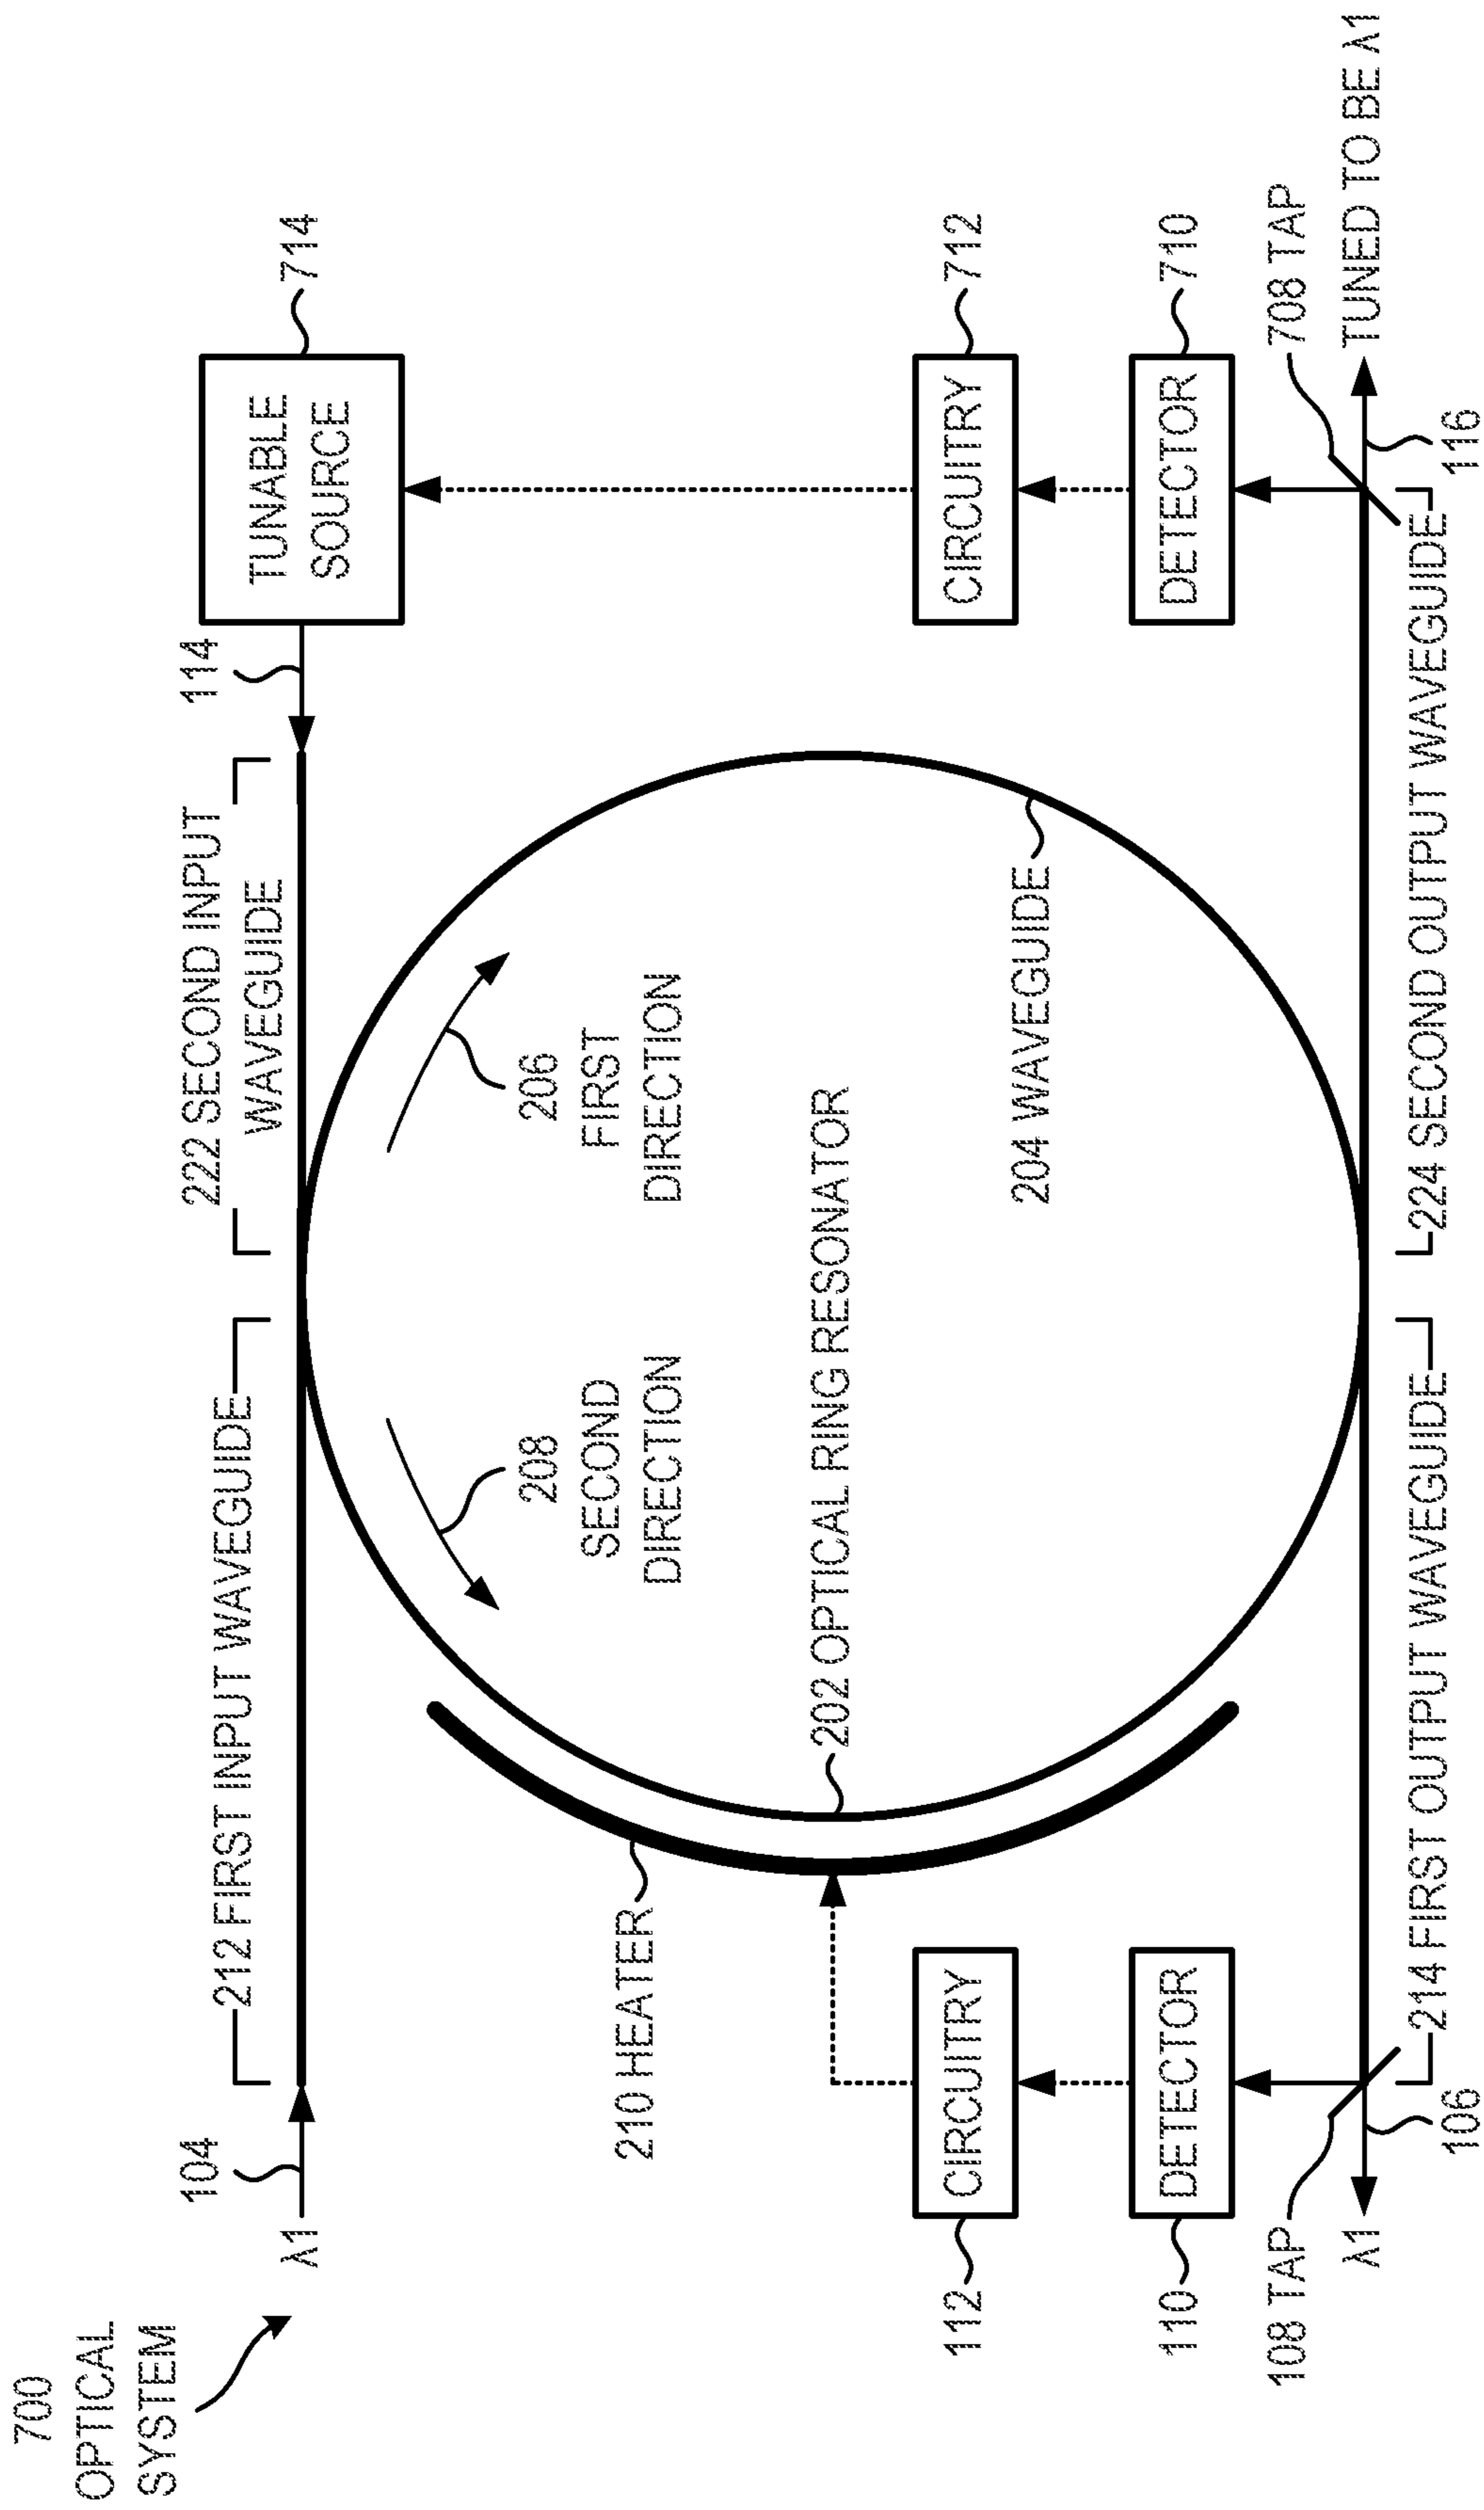 700
OPTICAL
SYSTEM
λ1
104
212 FIRST INPUT WAVEGUIDE
222 SECOND INPUT
WAVEGUIDE
114
TUNABLE
SOURCE
714
206
FIRST
DIRECTION
208
SECOND
DIRECTION
210 HEATER
202 OPTICAL RING RESONATOR
204 WAVEGUIDE
112
CIRCUITRY
CIRCUITRY
712
110
DETECTOR
DETECTOR
710
108 TAP
708 TAP
λ1
TUNED TO BE λ1
106
214 FIRST OUTPUT WAVEGUIDE
224 SECOND OUTPUT WAVEGUIDE
116